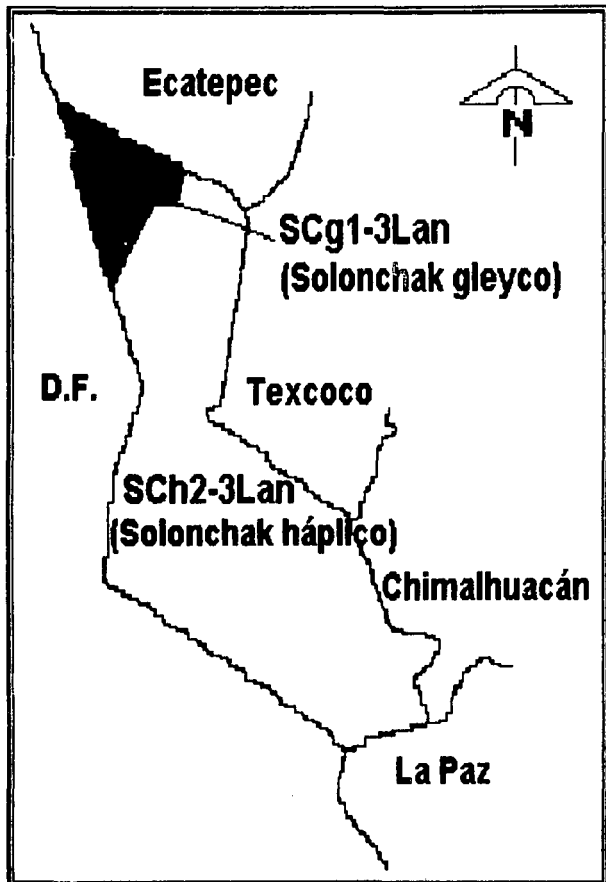 Ecatepec
N
SCg1-3Lan
(Solonchak gleyco)
D.F.
Texcoco
SCh2-3Lan
(Solonchak háplico)
Chimalhuacán
La Paz